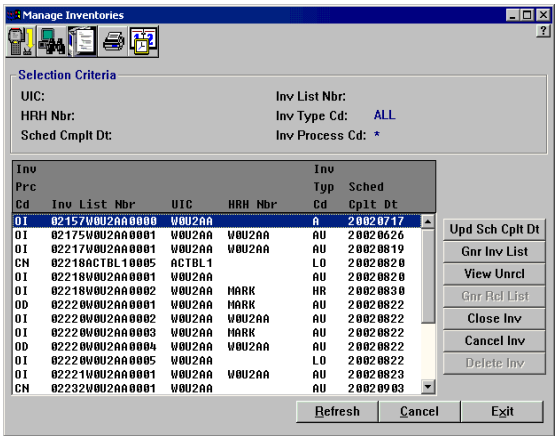 Manage Inventories
?
Selection Criteria
UIC: Inv List Nbr:
HRH Nbr: Inv Type Cd: ALL
Sched Cmplt Dt: Inv Process Cd: *
Inv Inv
Prc Typ Sched
Cd Inv List Nbr UIC HRH Nbr Cd Cplt Dt
OI 02157W0U2AA0000 W0U2AA A 20020717
OI 02175W0U2AA0001 W0U2AA W0U2AA AU 20020626
OI 02217W0U2AA0001 W0U2AA W0U2AA AU 20020819
CN 02218ACTBL10005 ACTBL1 LO 20020820
OI 02218W0U2AA0001 W0U2AA AU 20020820
OI 02218W0U2AA0002 W0U2AA MARK HR 20020830
OD 02220W0U2AA0001 W0U2AA MARK AU 20020822
OI 02220W0U2AA0002 W0U2AA W0U2AA AU 20020822
OI 02220W0U2AA0003 W0U2AA MARK AU 20020822
OD 02220W0U2AA0004 W0U2AA W0U2AA AU 20020822
OI 02220W0U2AA0005 W0U2AA LO 20020822
OI 02221W0U2AA0001 W0U2AA W0U2AA AU 20020823
CN 02232W0U2AA0001 W0U2AA AU 20020903
Upd Sch Cplt Dt
Gnr Inv List
View Unrcl
Gnr Rcl List
Close Inv
Cancel Inv
Delete Inv
Refresh Cancel Exit